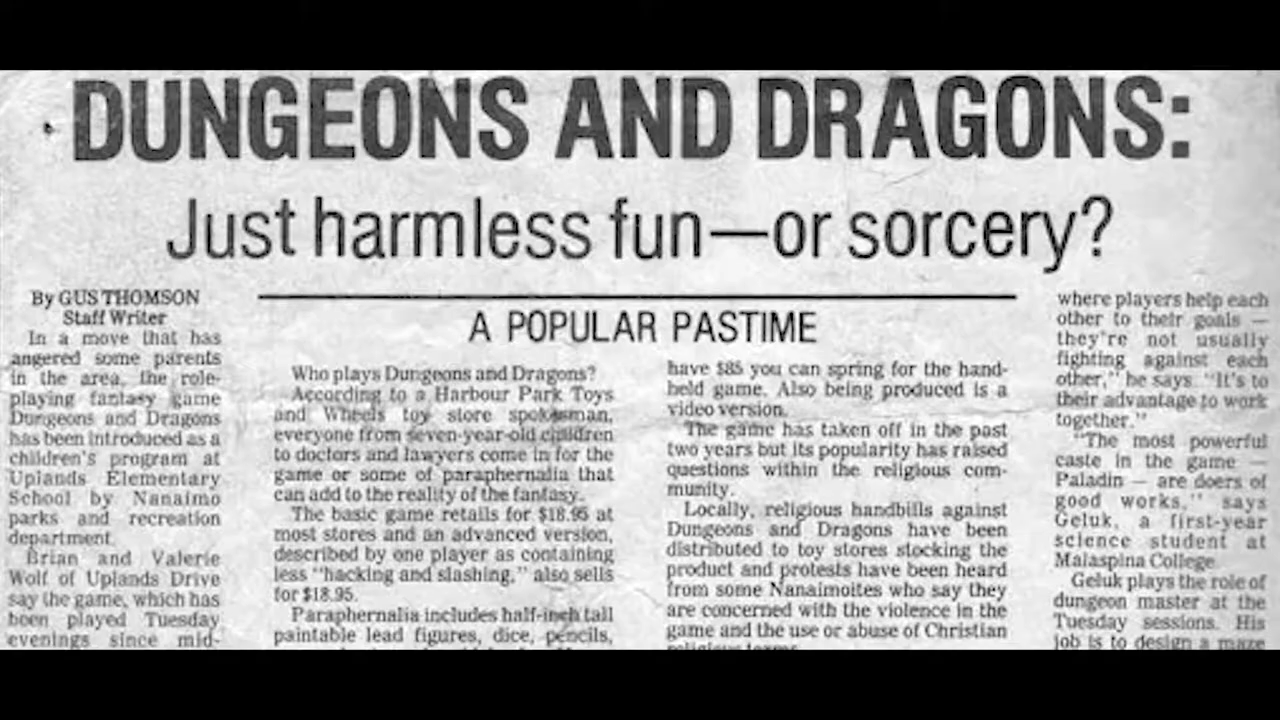 DUNGEONS AND DRAGONS:
Just harmless fun—or sorcery?
By GUS THOMSON
Staff Writer
In a move that has
angered some parents
in the area, the role-
playing fantasy game
Dungeons and Dragons
has been introduced as a
children's program at
Uplands Elementary
School by Nanaimo
parks and recreation
department.
Brian and Valerie
Wolf of Uplands Drive
say the game, which has
been played Tuesday
evenings since mid-
A POPULAR PASTIME
Who plays Dungeons and Dragons?
According to a Harbour Park Toys
and Wheels toy store spokesman,
everyone from seven-year-old children
to doctors and lawyers come in for the
game or some of paraphernalia that
can add to the reality of the fantasy.
The basic game retails for $18.95 at
most stores and an advanced version,
described by one player as containing
less "hacking and slashing," also sells
for $18.95.
Paraphernalia includes half-inch tall
paintable lead figures, dice, pencils,
have $85 you can spring for the hand-
held game. Also being produced is a
video version.
The game has taken off in the past
two years but its popularity has raised
questions within the religious com-
munity.
Locally, religious handbills against
Dungeons and Dragons have been
distributed to toy stores stocking the
product and protests have been heard
from some Nanaimoites who say they
are concerned with the violence in the
game and the use or abuse of Christian
religious terms.
where players help each
other to their goals —
they're not usually
fighting against each
other," he says. "It's to
their advantage to work
together."
"The most powerful
caste in the game —
Paladin — are doers of
good works," says
Geluk, a first-year
science student at
Malaspina College.
Geluk plays the role of
dungeon master at the
Tuesday sessions. His
job is to design a maze